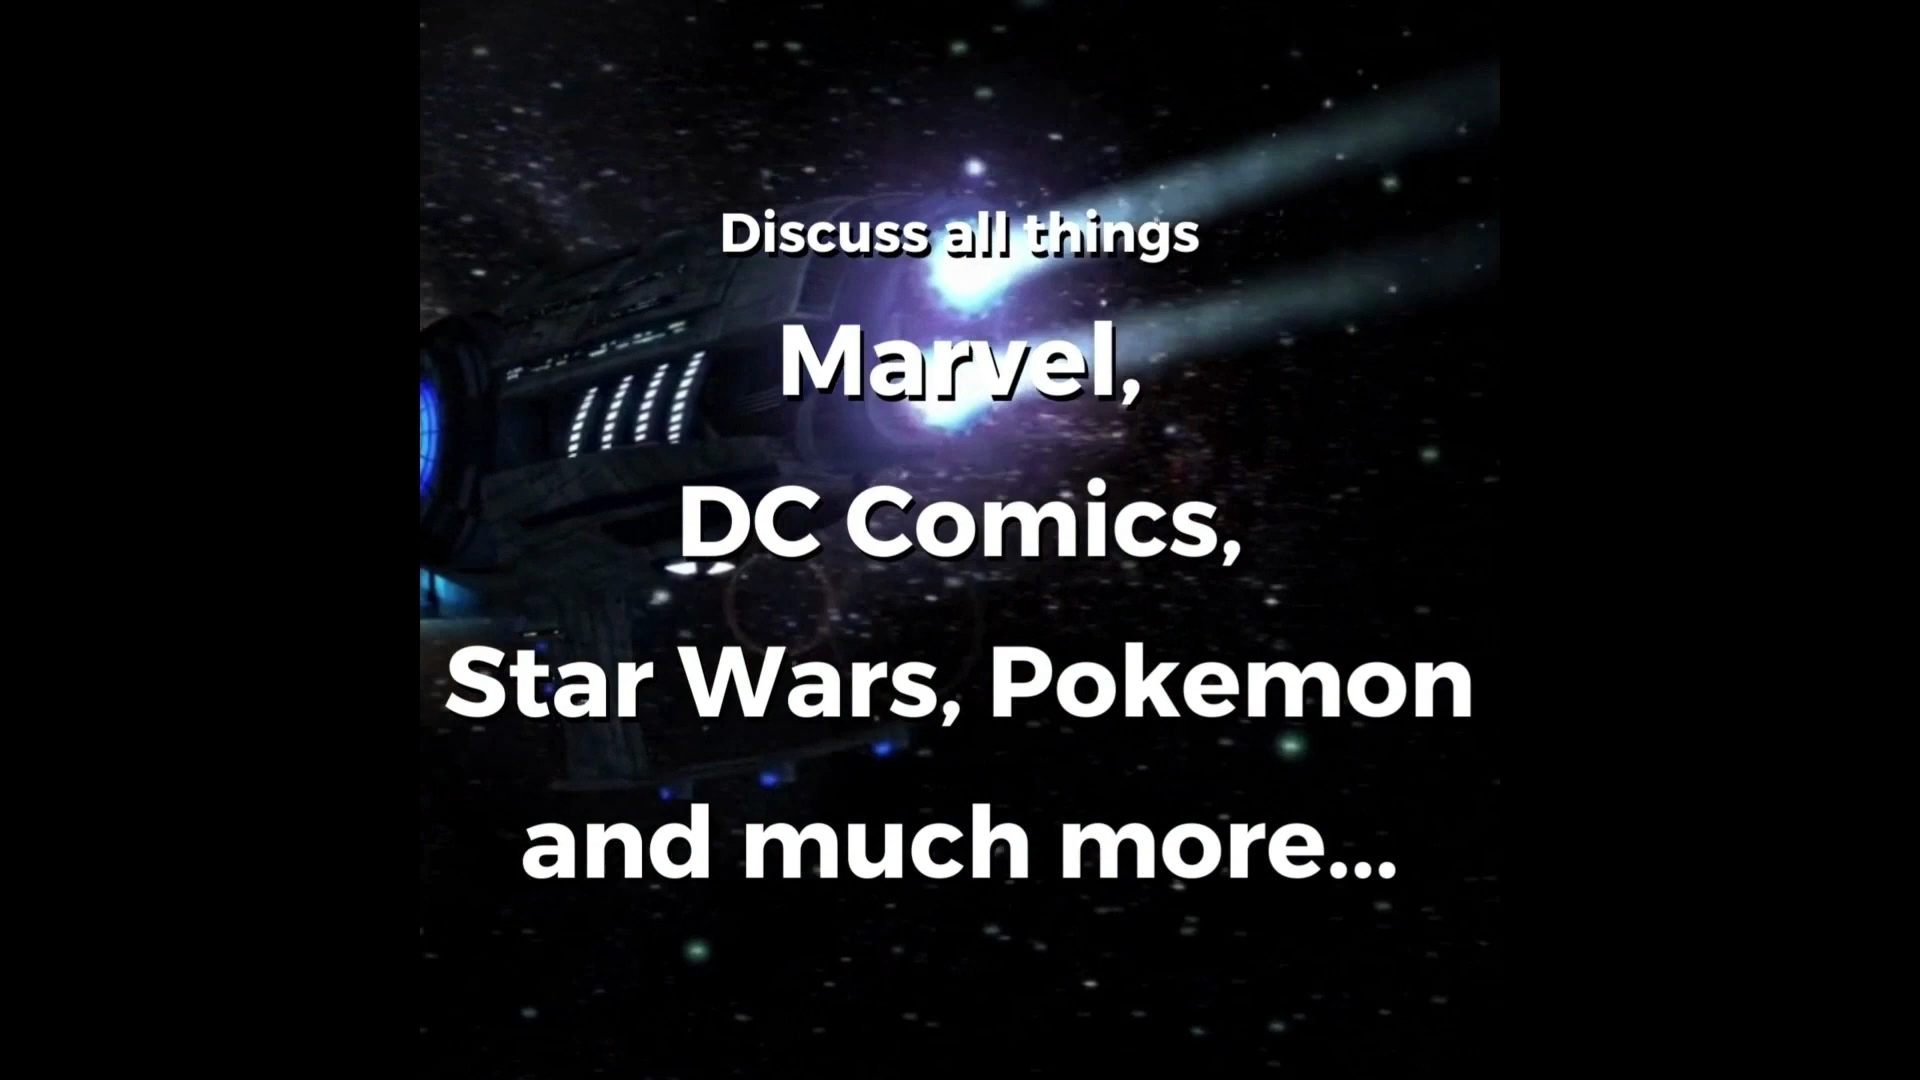 Discuss all things
Marvel,
DC Comics,
Star Wars, Pokemon
and much more...